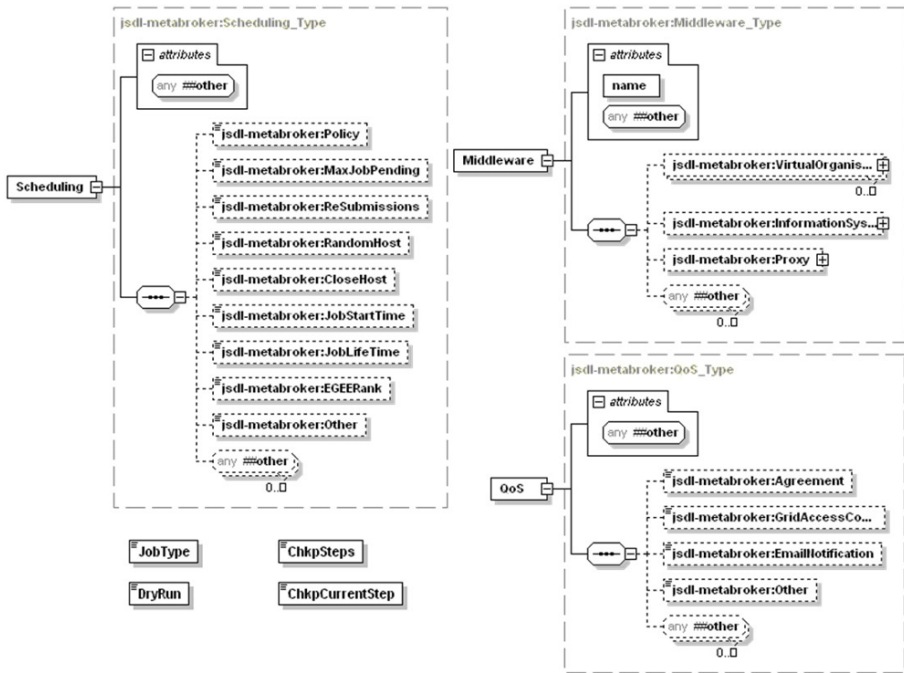 jsdl-metabroker:Scheduling_Type
attributes
any ##other
Scheduling
jsdl-metabroker:Policy
jsdl-metabroker:MaxJobPending
jsdl-metabroker:ReSubmissions
jsdl-metabroker:RandomHost
jsdl-metabroker:CloseHost
jsdl-metabroker:JobStartTime
jsdl-metabroker:JobLifeTime
jsdl-metabroker:EGEERank
jsdl-metabroker:Other
any ##other
0..
JobType
ChkpSteps
DryRun
ChkpCurrentStep
jsdl-metabroker:Middleware_Type
attributes
name
any ##other
Middleware
jsdl-metabroker:VirtualOrganis...
0..
jsdl-metabroker:InformationSys...
jsdl-metabroker:Proxy
any ##other
0..
jsdl-metabroker:QoS_Type
attributes
any ##other
QoS
jsdl-metabroker:Agreement
jsdl-metabroker:GridAccessCo...
jsdl-metabroker:EmailNotification
jsdl-metabroker:Other
any ##other
0..